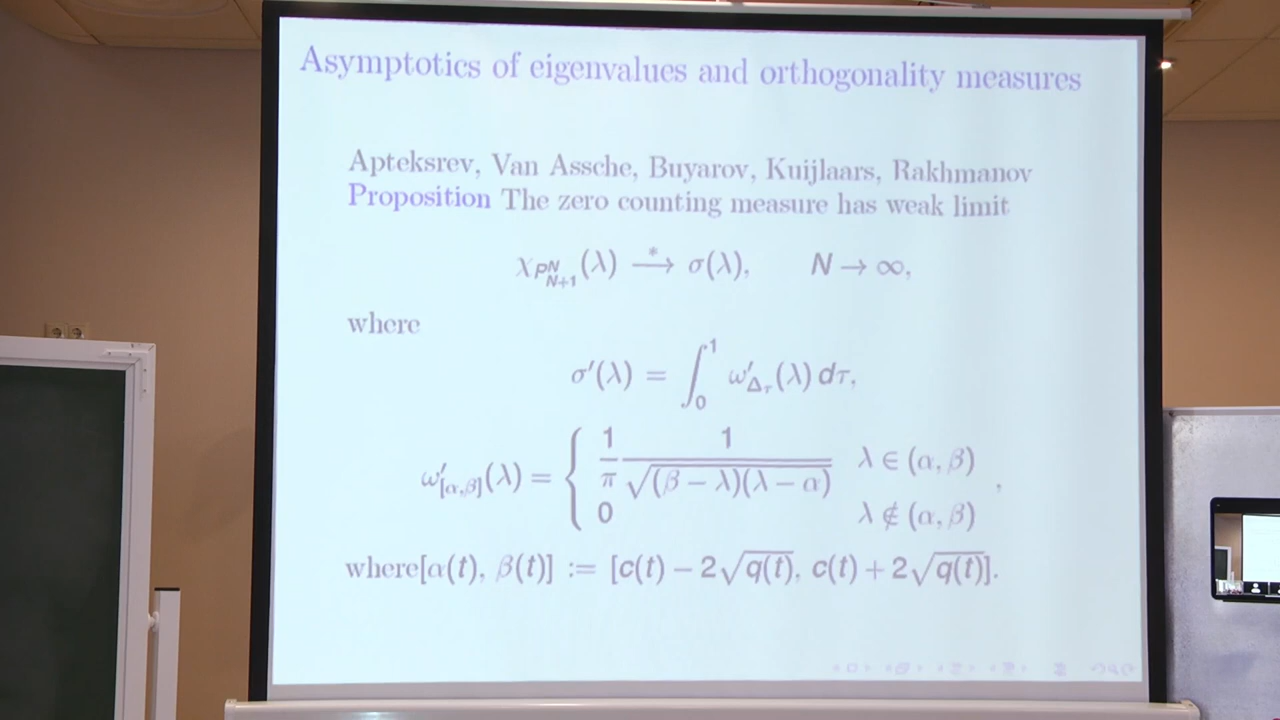 Asymptotics of eigenvalues and orthogonality measures
Apteksrev, Van Assche, Buyarov, Kuijlaars, Rakhmanov
Proposition The zero counting measure has weak limit
χ_{P^N_{N+1}}(λ) →^* σ(λ), N → ∞,
where
σ′(λ) = ∫_0^1 ω′_{Δ_τ}(λ) dτ,
ω′_{[α,β]}(λ) = { 1/π 1/√((β − λ)(λ − α)) λ ∈ (α, β)
0 λ ∉ (α, β) ,
where[α(t), β(t)] := [c(t) − 2√q(t), c(t) + 2√q(t)].